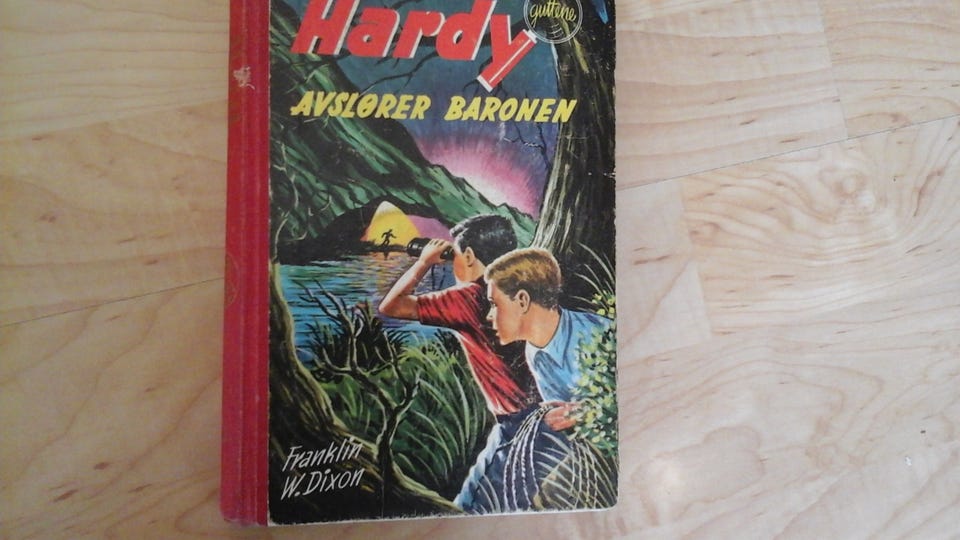 Hardy
guttene
AVSLØRER BARONEN
Franklin
W. Dixon